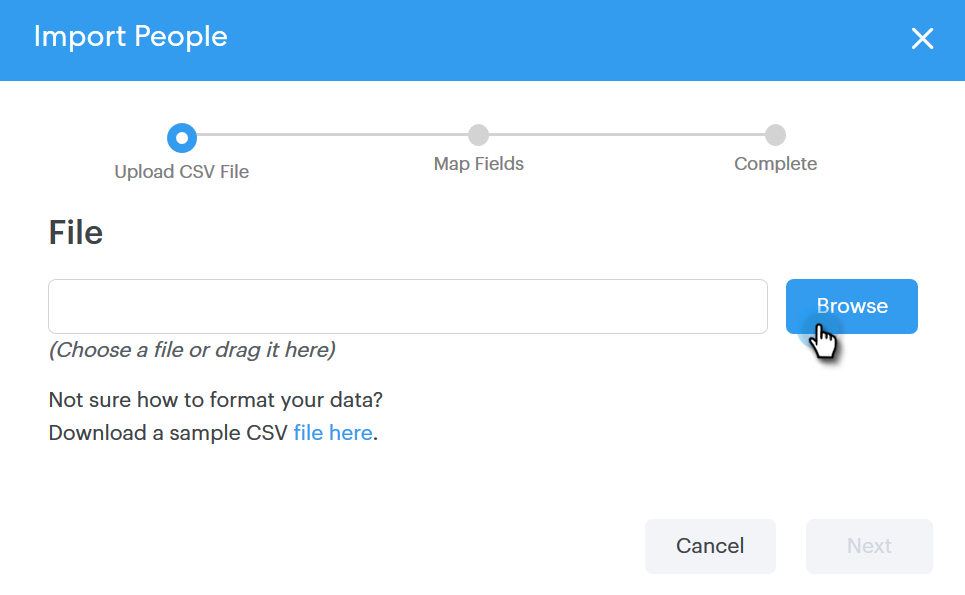 Import People
Upload CSV File
Map Fields
Complete
File
Browse
(Choose a file or drag it here)
Not sure how to format your data?
Download a sample CSV file here.
Cancel
Next